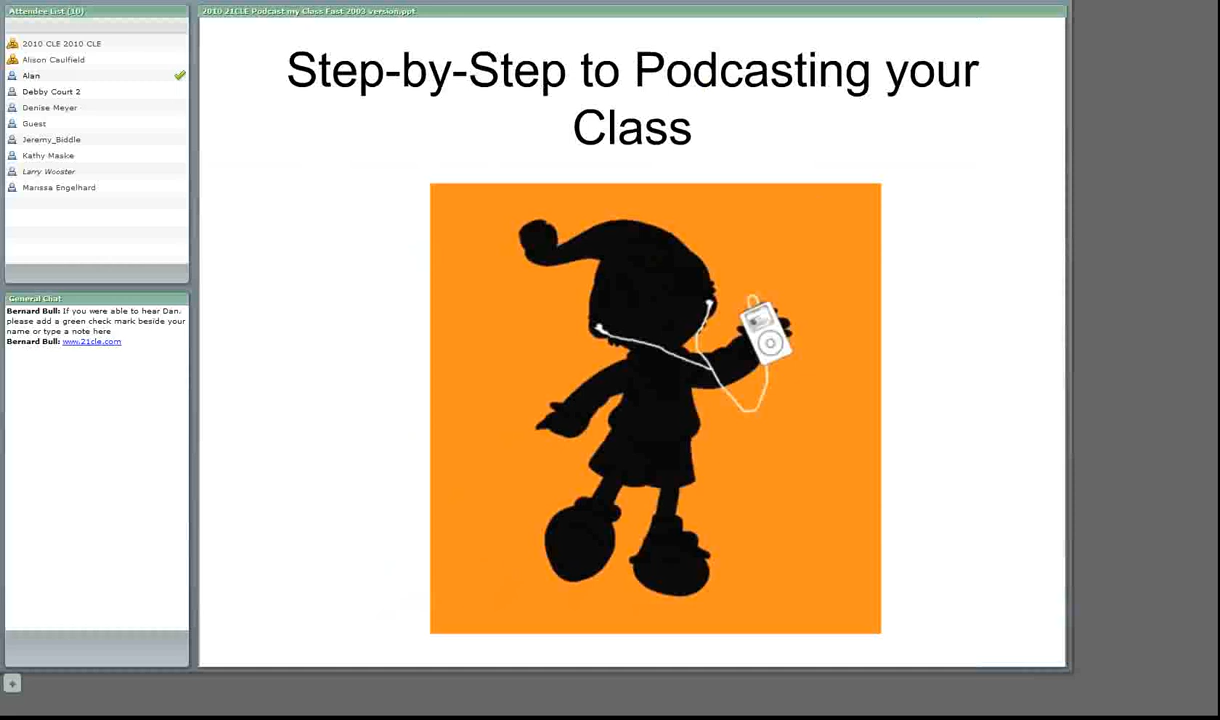 Attendee List (10)
2010 CLE 2010 CLE
Alison Caulfield
Alan
Debby Court 2
Denise Meyer
Guest
Jeremy_Biddle
Kathy Maske
Larry Wooster
Marissa Engelhard
General Chat
Bernard Bull: If you were able to hear Dan,
please add a green check mark beside your
name or type a note here
Bernard Bull: www.21cle.com
2010 21CLE Podcast my Class Fast 2003 version.ppt
Step-by-Step to Podcasting your
Class